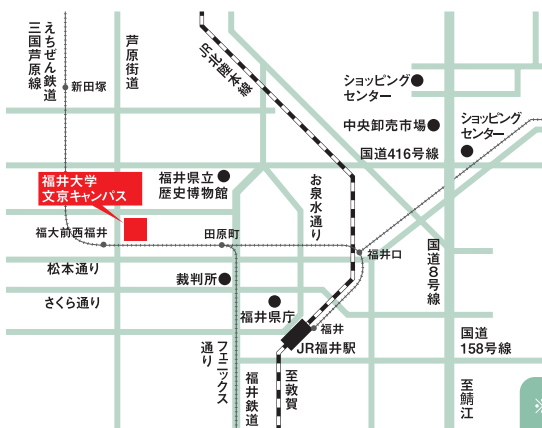 えちぜん鉄道
三国芦原線
芦原街道
JR北陸本線
新田塚
ショッピング
センター
中央卸売市場
ショッピング
センター
国道416号線
福井大学
文京キャンパス
福井県立
歴史博物館
お泉水通り
福大前西福井
田原町
福井口
国道8号線
松本通り
裁判所
さくら通り
福井県庁
福井
JR福井駅
フェニックス
通り
国道
158号線
福井鉄道
至敦賀
至鯖江
※